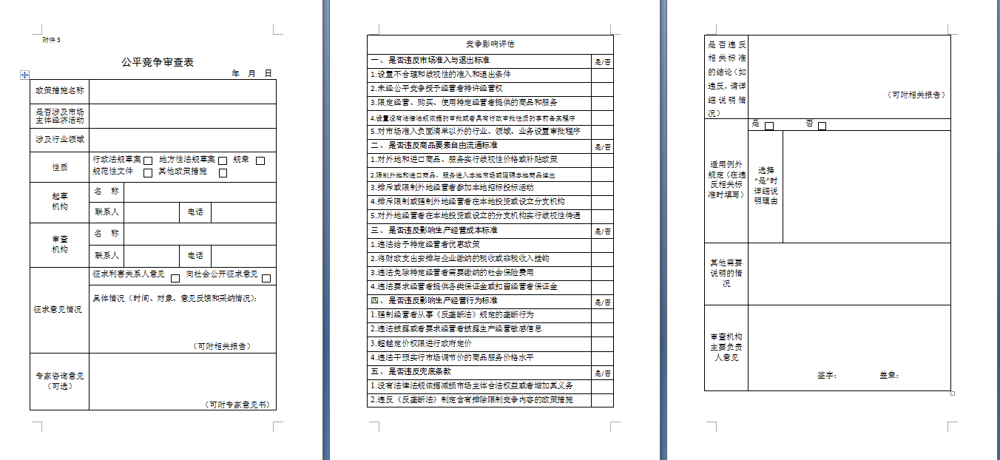 附件3
公平竞争审查表
年 月 日
政策措施名称
是否涉及市场
主体经济活动
涉及行业领域
性质
行政法规草案□ 地方性法规草案□ 规章 □
规范性文件 □ 其他政策措施 □
起草
机构
名 称
联系人
电话
审查
机构
名 称
联系人
电话
征求意见情况
征求利害关系人意见 □ 向社会公开征求意见 □
具体情况（时间、对象、意见反馈和采纳情况）：
（可附相关报告）
专家咨询意见
（可选）
（可附专家意见书）
竞争影响评估
一、是否违反市场准入与退出标准 是/否
1.设置不合理和歧视性的准入和退出条件
2.未经公平竞争授予经营者特许经营权
3.限定经营、购买、使用特定经营者提供的商品和服务
4.设置没有法律法规依据的审批或者具有行政审批性质的事前备案程序
5.对市场准入负面清单以外的行业、领域、业务设置审批程序
二、是否违反商品要素自由流通标准 是/否
1.对外地和进口商品、服务实行歧视性价格或补贴政策
2.限制外地和进口商品、服务进入本地市场或阻碍本地商品运出
3.排斥或限制外地经营者参加本地招标投标活动
4.排斥限制或强制外地经营者在本地投资或设立分支机构
5.对外地经营者在本地投资或设立的分支机构实行歧视性待遇
三、是否违反影响生产经营成本标准 是/否
1.违法给予特定经营者优惠政策
2.将财政支出安排与企业缴纳的税收或非税收入挂钩
3.违法免除特定经营者需要缴纳的社会保险费用
4.违法要求经营者提供各类保证金或扣留经营者保证金
四、是否违反影响生产经营行为标准 是/否
1.强制经营者从事《反垄断法》规定的垄断行为
2.违法披露或者要求经营者披露生产经营敏感信息
3.超越定价权限进行政府定价
4.违法干预实行市场调节价的商品服务价格水平
五、是否违反兜底条款 是/否
1.没有法律法规依据减损市场主体合法权益或者增加其义务
2.违反《反垄断法》制定含有排除限制竞争内容的政策措施
是否违反
相关标准
的结论（如
违反，请详
细说明情
况）
（可附相关报告）
适用例外
规定（在违
反相关标
准时填写）
是 □ 否 □
选择
“是”时
详细说
明理由
其他需要
说明的情
况
审查机构
主要负责
人意见
签字： 盖章：